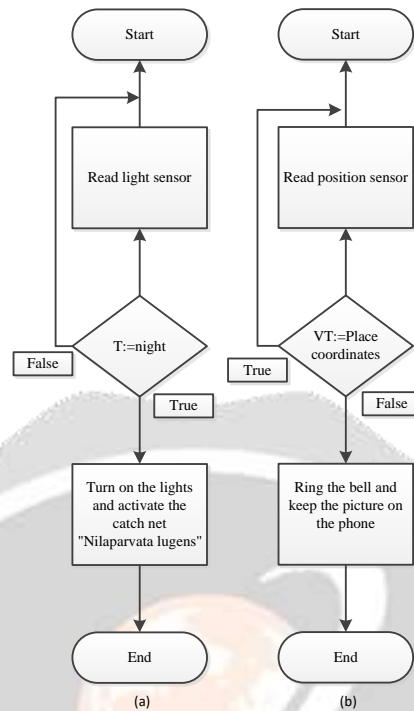 Start
Read light sensor
T:=night
False
True
Turn on the lights
and activate the
catch net
"Nilaparvata lugens"
End
(a)
Start
Read position sensor
VT:=Place
coordinates
True
False
Ring the bell and
keep the picture on
the phone
End
(b)